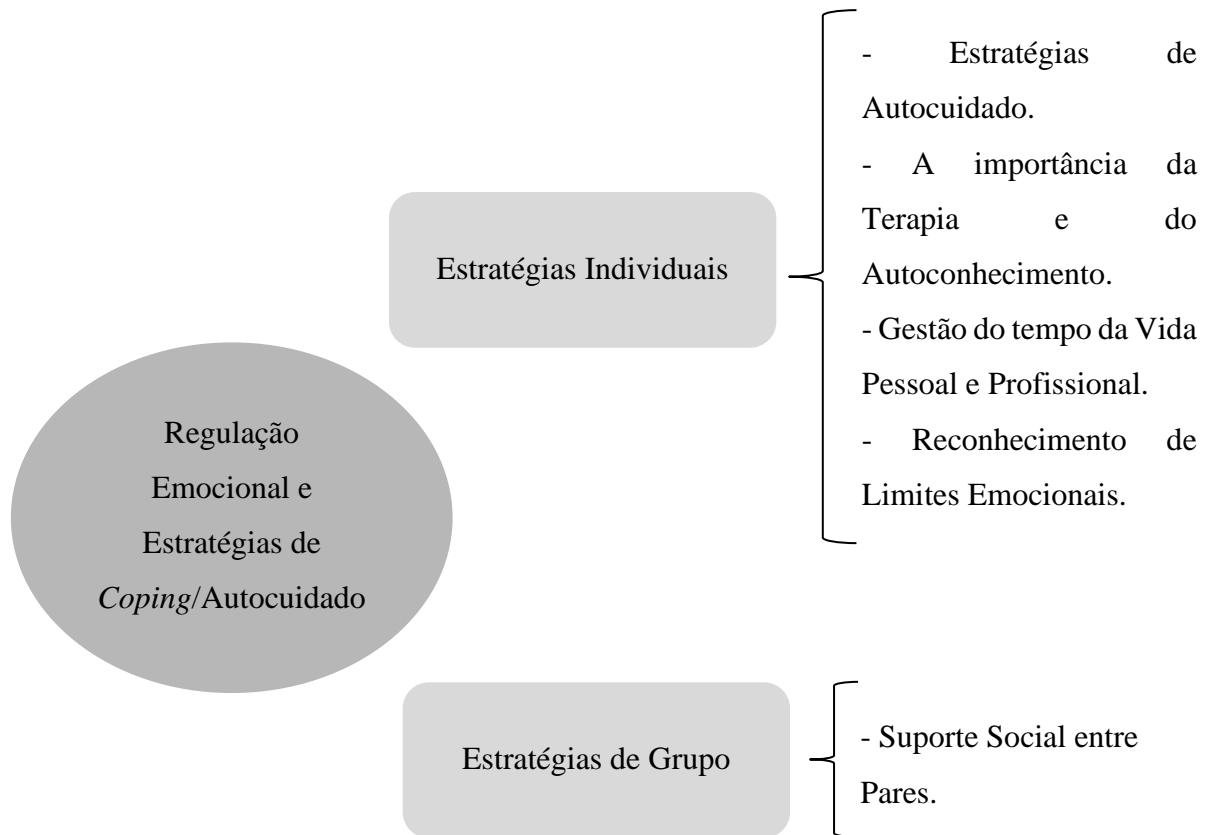 Regulação
Emocional e
Estratégias de
Coping/Autocuidado
Estratégias Individuais
- Estratégias de
Autocuidado.
- A importância da
Terapia e do
Autoconhecimento.
- Gestão do tempo da Vida
Pessoal e Profissional.
- Reconhecimento de
Limites Emocionais.
Estratégias de Grupo
- Suporte Social entre
Pares.